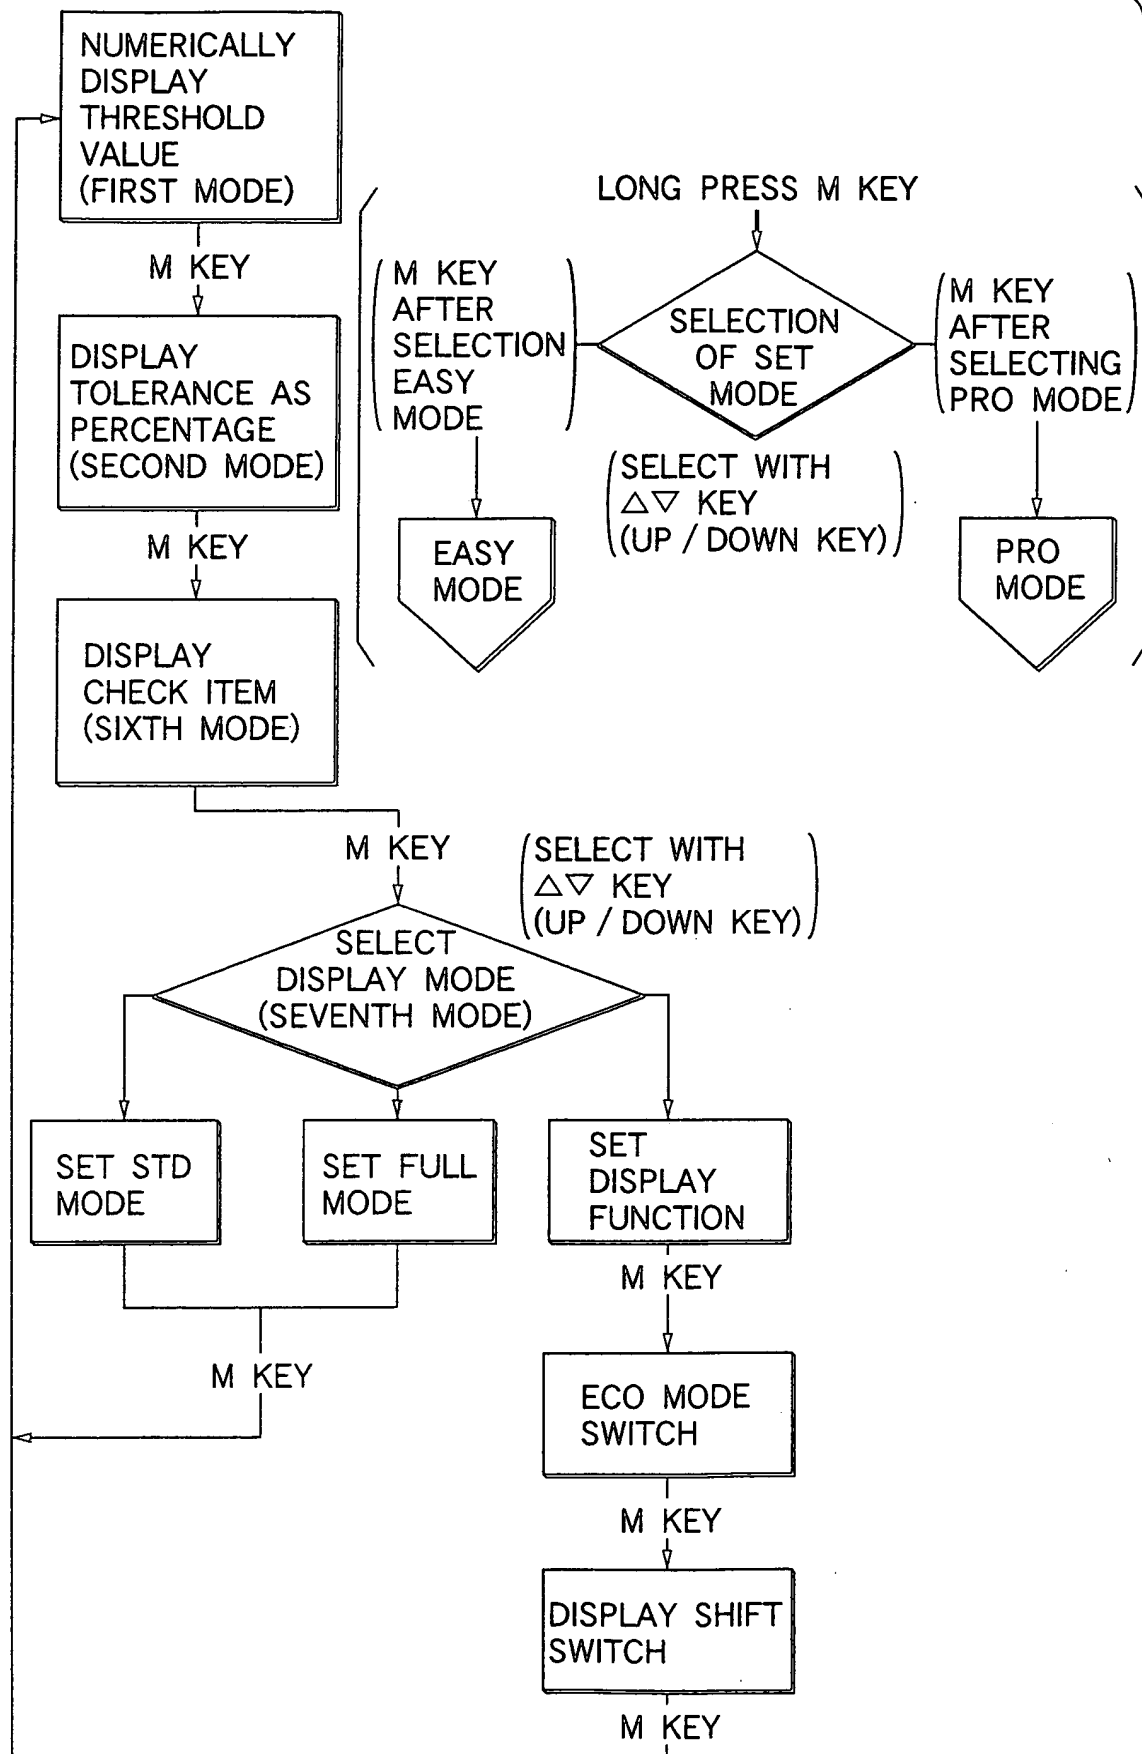 NUMERICALLY
DISPLAY
THRESHOLD
VALUE
(FIRST MODE)
M KEY
DISPLAY
TOLERANCE AS
PERCENTAGE
(SECOND MODE)
M KEY
DISPLAY
CHECK ITEM
(SIXTH MODE)
LONG PRESS M KEY
SELECTION
OF SET
MODE
(M KEY
AFTER
SELECTION
EASY
MODE)
(M KEY
AFTER
SELECTING
PRO MODE)
(SELECT WITH
△▽ KEY
(UP / DOWN KEY))
EASY
MODE
PRO
MODE
M KEY
(SELECT WITH
△▽ KEY
(UP / DOWN KEY))
SELECT
DISPLAY MODE
(SEVENTH MODE)
SET STD
MODE
SET FULL
MODE
SET
DISPLAY
FUNCTION
M KEY
M KEY
ECO MODE
SWITCH
M KEY
DISPLAY SHIFT
SWITCH
M KEY